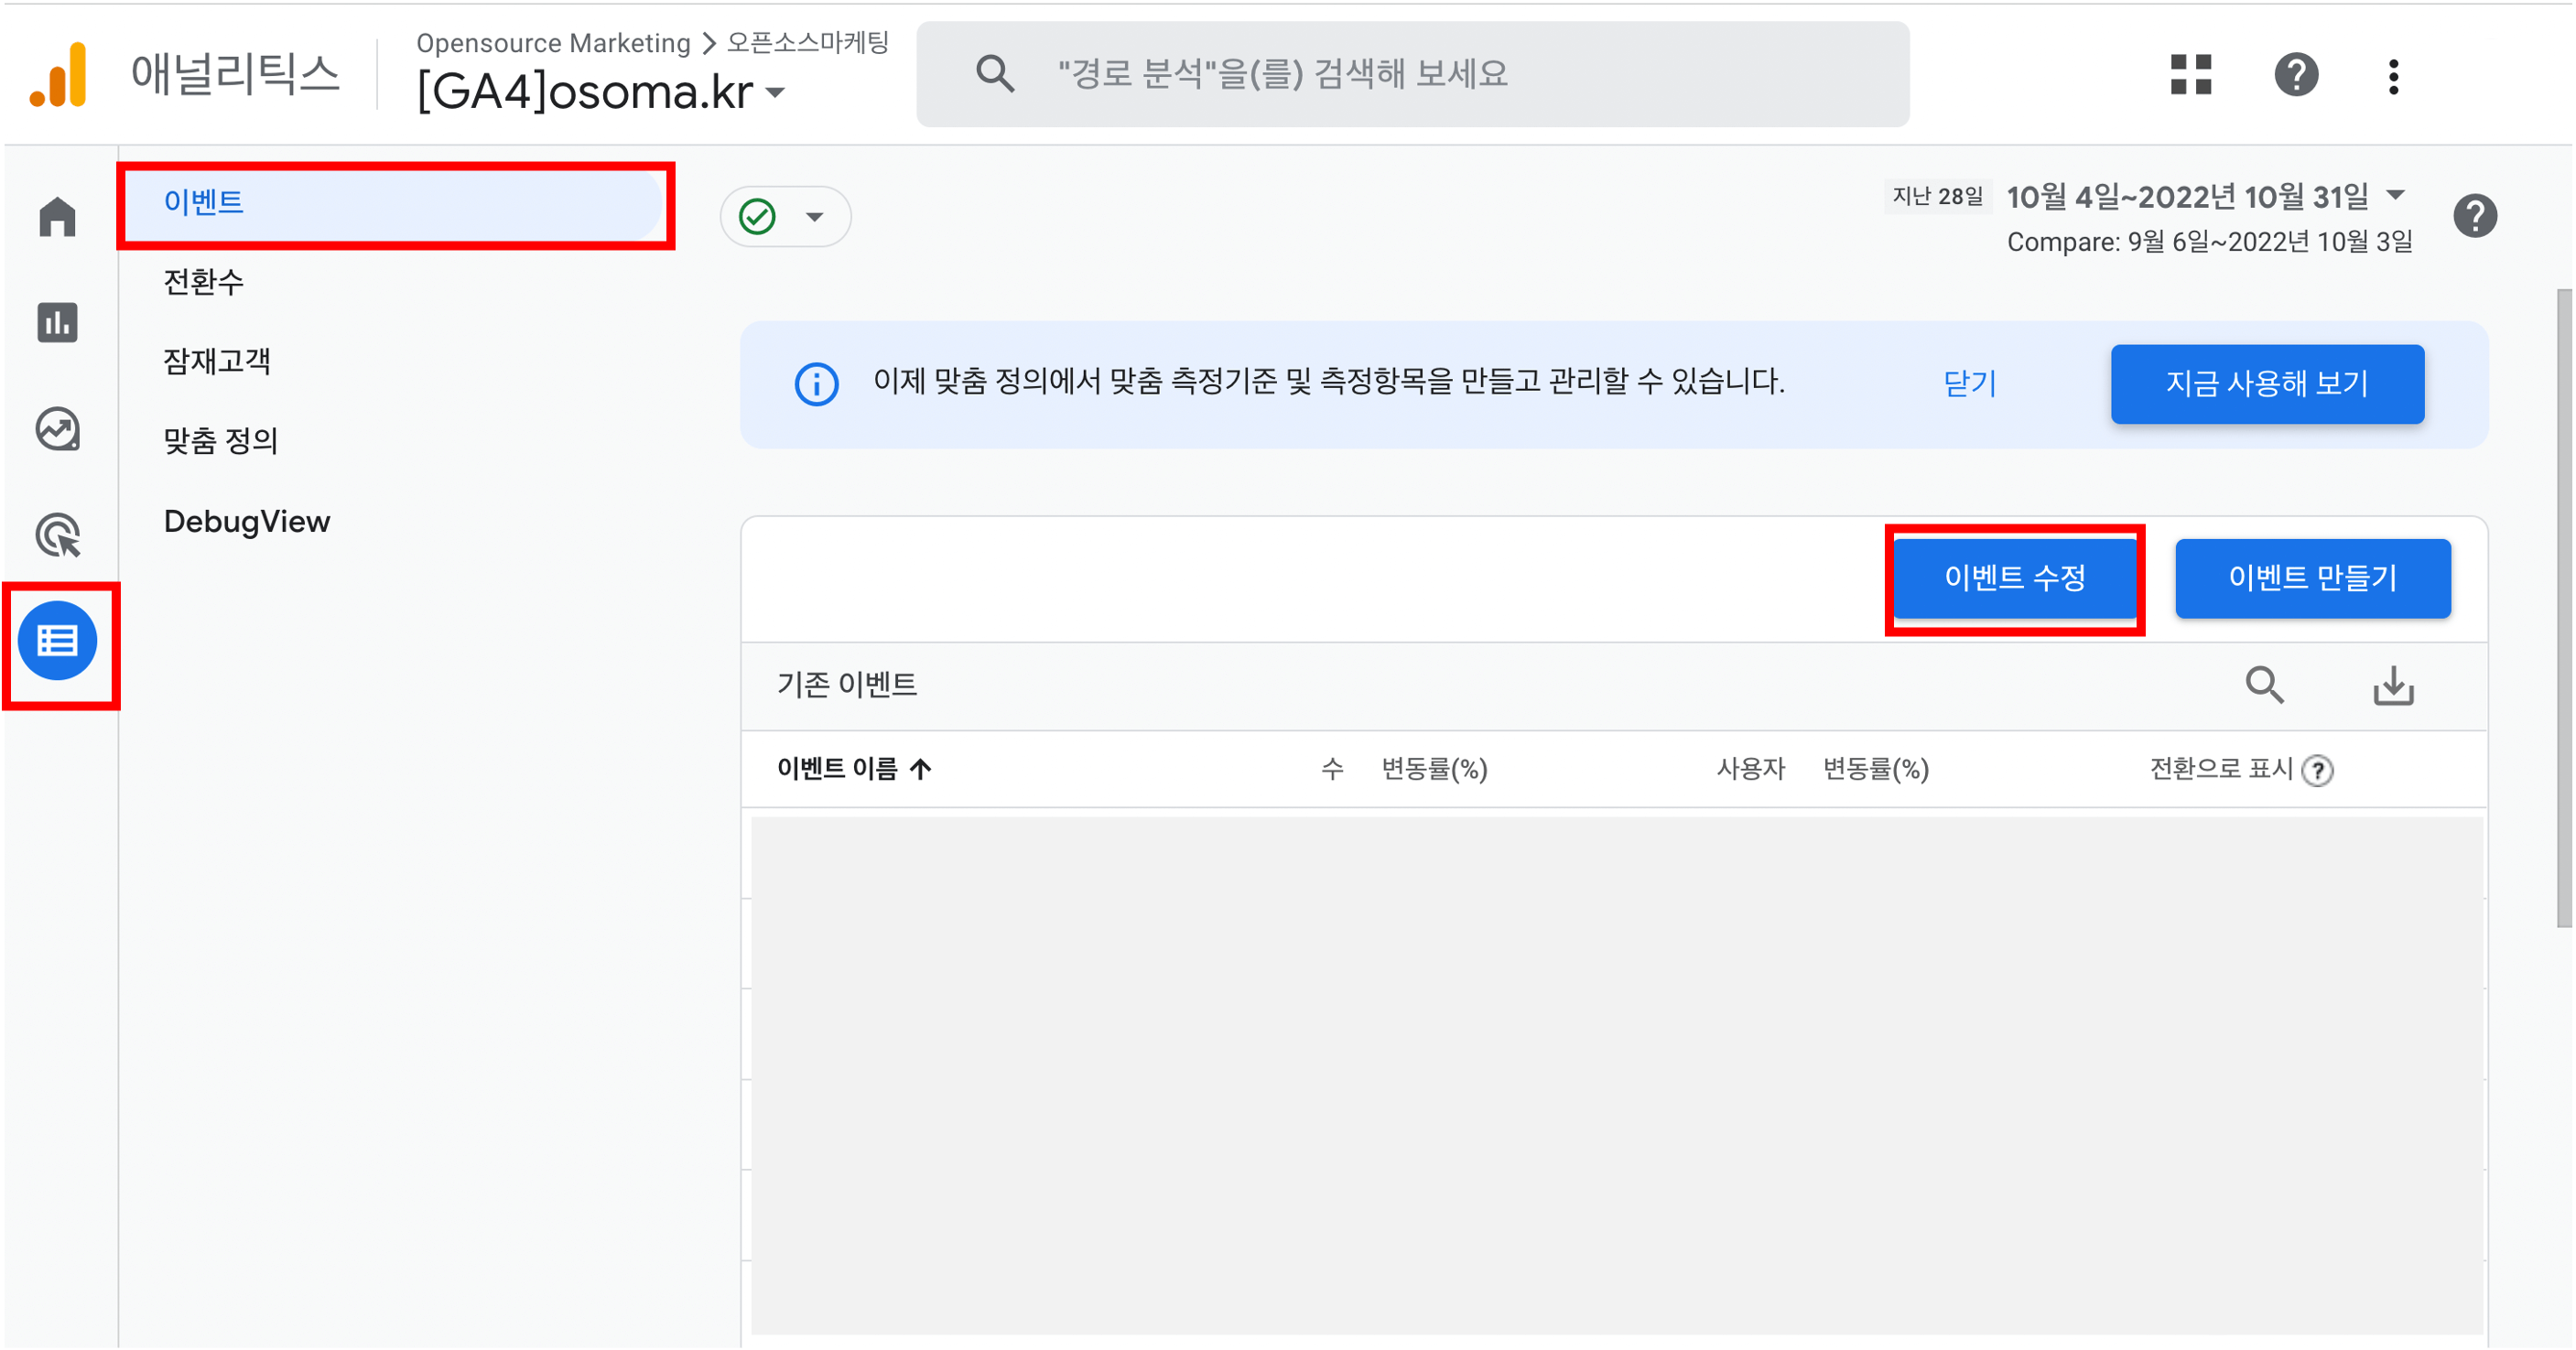 애널리틱스
Opensource Marketing > 오픈소스마케팅
[GA4]osoma.kr
"경로 분석"을(를) 검색해 보세요
이벤트
전환수
잠재고객
맞춤 정의
DebugView
지난 28일 10월 4일~2022년 10월 31일
Compare: 9월 6일~2022년 10월 3일
이제 맞춤 정의에서 맞춤 측정기준 및 측정항목을 만들고 관리할 수 있습니다. 닫기 지금 사용해 보기
이벤트 수정 이벤트 만들기
기존 이벤트
이벤트 이름 수 변동률(%) 사용자 변동률(%) 전환으로 표시